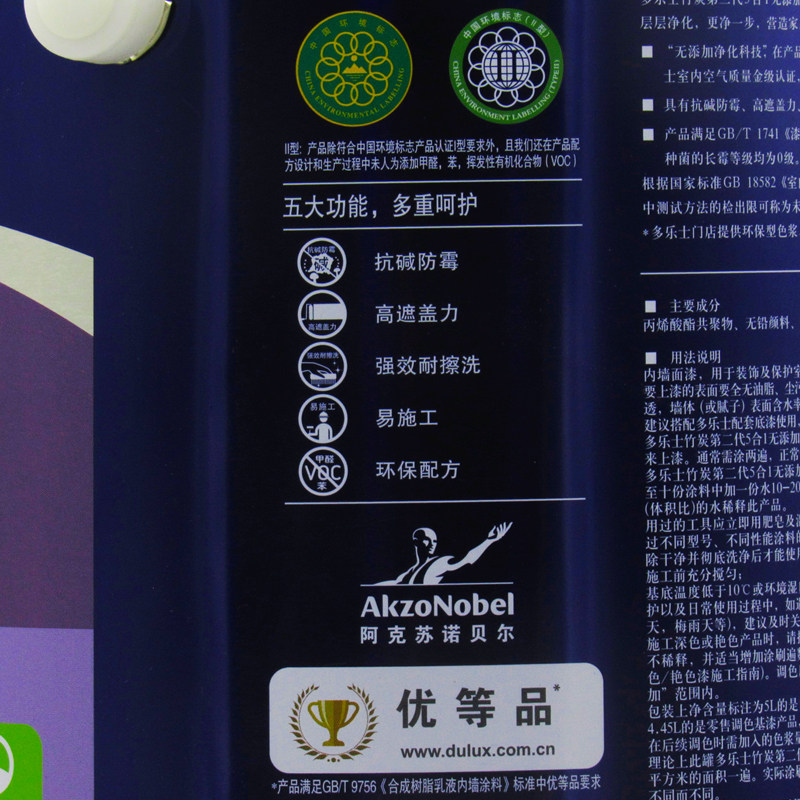 中国环境标志
CHINA ENVIRONMENTAL LABELLING
中国环境标志(II型)
CHINA ENVIRONMENT LABELLING (TYPE II)
II型：产品除符合中国环境标志产品认证I型要求外，且我们还在产品配
方设计和生产过程中未人为添加甲醛，苯，挥发性有机化合物（VOC）
五大功能，多重呵护
抗碱防霉
碱
抗碱防霉
高遮盖力
高遮盖力
强效耐擦洗
强效耐擦洗
易施工
易施工
甲醛
VOC
苯
环保配方
AkzoNobel
阿克苏诺贝尔
优等品*
www.dulux.com.cn
*产品满足GB/T 9756《合成树脂乳液内墙涂料》标准中优等品要求
层层净化，更净一步，营造家
■ “无添加净化科技”，在产品
士室内空气质量金级认证，
■ 具有抗碱防霉、高遮盖力、
■ 产品满足GB/T 1741《漆
种菌的长霉等级均为0级。
根据国家标准GB 18582《室内
中测试方法的检出限可称为未
*多乐士门店提供环保型色浆
■ 主要成分
丙烯酸酯共聚物、无铅颜料、
■ 用法说明
内墙面漆，用于装饰及保护室
要上漆的表面要全无油脂、尘污
透，墙体（或腻子）表面含水率
建议搭配多乐士配套底漆使用，
多乐士竹炭第二代5合1无添加
来上漆。通常需涂两遍，正常
多乐士竹炭第二代5合1无添加
至十份涂料中加一份水10-20
(体积比)的水稀释此产品。
用过的工具应立即用肥皂及温
过不同型号、不同性能涂料的
除干净并彻底洗净后才能使用
施工前充分搅匀；
基底温度低于10℃或环境湿度
护以及日常使用过程中，如遇
天，梅雨天等），建议及时关
施工深色或艳色产品时，请按
不稀释，并适当增加涂刷遍数
色/艳色漆施工指南)。调色
加”范围内。
包装上净含量标注为5L的是
4.45L的是零售调色基漆产品，
在后续调色时需加入的色浆
理论上此罐多乐士竹炭第二代
平方米的面积一遍。实际涂刷
不同而不同。